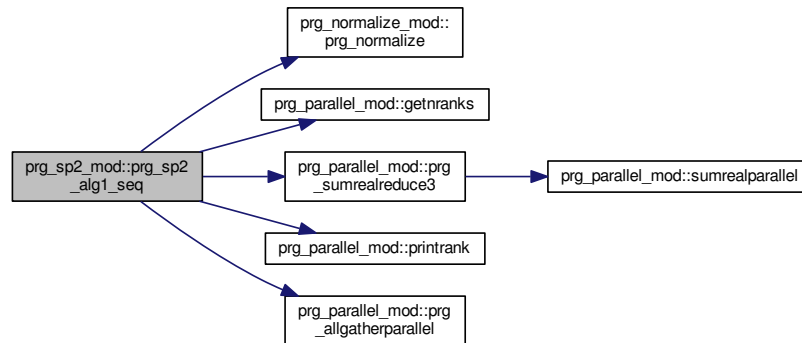 prg_normalize_mod::
prg_normalize
prg_parallel_mod::getnranks
prg_sp2_mod::prg_sp2
_alg1_seq
prg_parallel_mod::prg
_sumrealreduce3
prg_parallel_mod::sumrealparallel
prg_parallel_mod::printrank
prg_parallel_mod::prg
_allgatherparallel